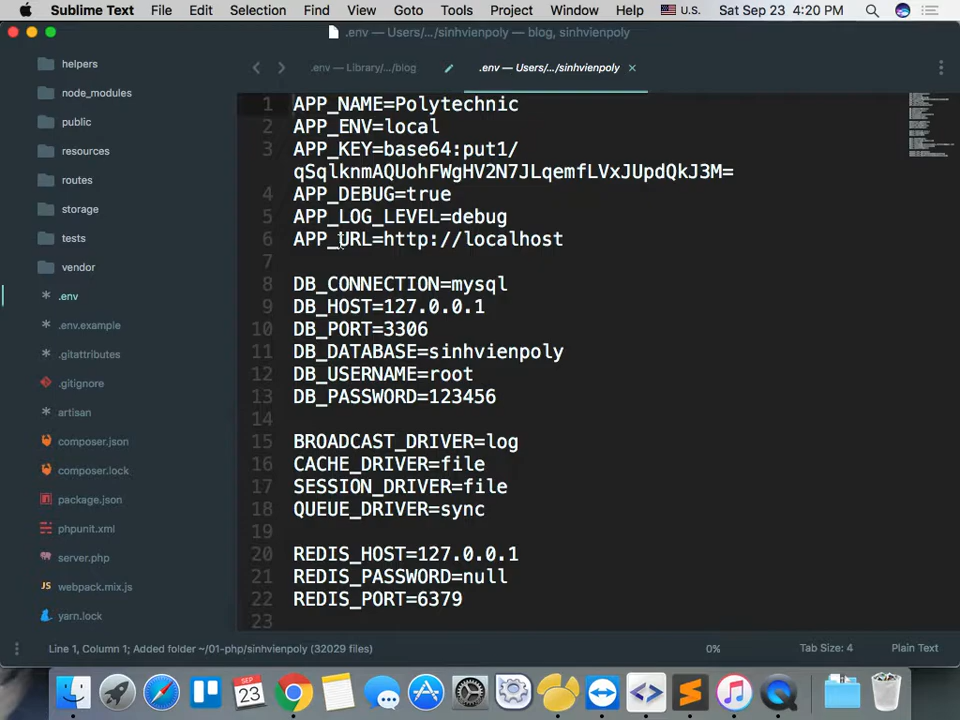 Sublime Text File Edit Selection Find View Goto Tools Project Window Help U.S. Sat Sep 23 4:20 PM
.env — Users/.../sinhvienpoly — blog, sinhvienpoly
.env — Library/.../blog .env — Users/.../sinhvienpoly ×
helpers
node_modules
public
resources
routes
storage
tests
vendor
.env
.env.example
.gitattributes
.gitignore
artisan
composer.json
composer.lock
package.json
phpunit.xml
server.php
JS webpack.mix.js
yarn.lock
1 APP_NAME=Polytechnic
2 APP_ENV=local
3 APP_KEY=base64:put1/
qSqlknmAQUohFWgHV2N7JLqemfLVxJUpdQkJ3M=
4 APP_DEBUG=true
5 APP_LOG_LEVEL=debug
6 APP_URL=http://localhost
7
8 DB_CONNECTION=mysql
9 DB_HOST=127.0.0.1
10 DB_PORT=3306
11 DB_DATABASE=sinhvienpoly
12 DB_USERNAME=root
13 DB_PASSWORD=123456
14
15 BROADCAST_DRIVER=log
16 CACHE_DRIVER=file
17 SESSION_DRIVER=file
18 QUEUE_DRIVER=sync
19
20 REDIS_HOST=127.0.0.1
21 REDIS_PASSWORD=null
22 REDIS_PORT=6379
23
Line 1, Column 1; Added folder ~/01-php/sinhvienpoly (32029 files) 0% Tab Size: 4 Plain Text
SEP
23